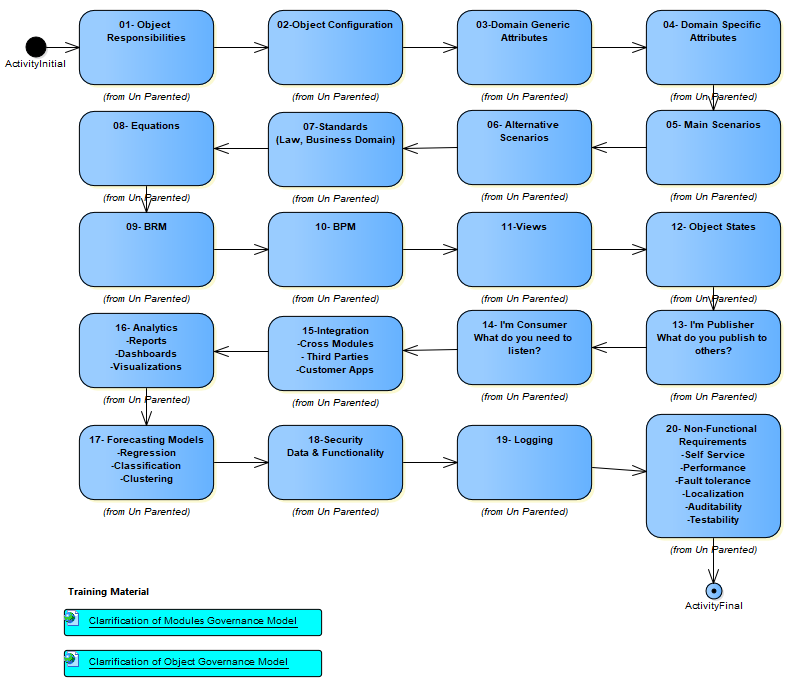 01- Object
Responsibilities
02-Object Configuration
03-Domain Generic
Attributes
04- Domain Specific
Attributes
ActivityInitial
(from Un Parented)
(from Un Parented)
(from Un Parented)
(from Un Parented)
08- Equations
07-Standards
(Law, Business Domain)
06- Alternative
Scenarios
05- Main Scenarios
(from Un Parented)
(from Un Parented)
(from Un Parented)
(from Un Parented)
09- BRM
10- BPM
11-Views
12- Object States
(from Un Parented)
(from Un Parented)
(from Un Parented)
(from Un Parented)
16- Analytics
-Reports
-Dashboards
-Visualizations
15-Integration
-Cross Modules
- Third Parties
-Customer Apps
14- I'm Consumer
What do you need to
listen?
13- I'm Publisher
What do you publish to
others?
(from Un Parented)
(from Un Parented)
(from Un Parented)
(from Un Parented)
17- Forecasting Models
-Regression
-Classification
-Clustering
18-Security
Data & Functionality
19- Logging
20- Non-Functional
Requirements
-Self Service
-Performance
-Fault tolerance
-Localization
-Auditability
-Testability
(from Un Parented)
(from Un Parented)
(from Un Parented)
(from Un Parented)
ActivityFinal
Training Material
Clarrification of Modules Governance Model
Clarrification of Object Governance Model